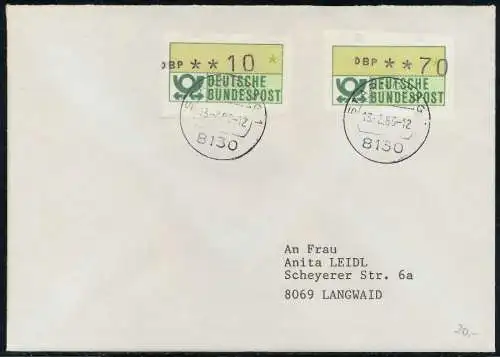 DBP **10 *
DEUTSCHE
BUNDESPOST
DBP **70
DEUTSCHE
BUNDESPOST
8130
8130
An Frau
Anita LEIDL
Scheyerer Str. 6a
8069 LANGWAID
20,-